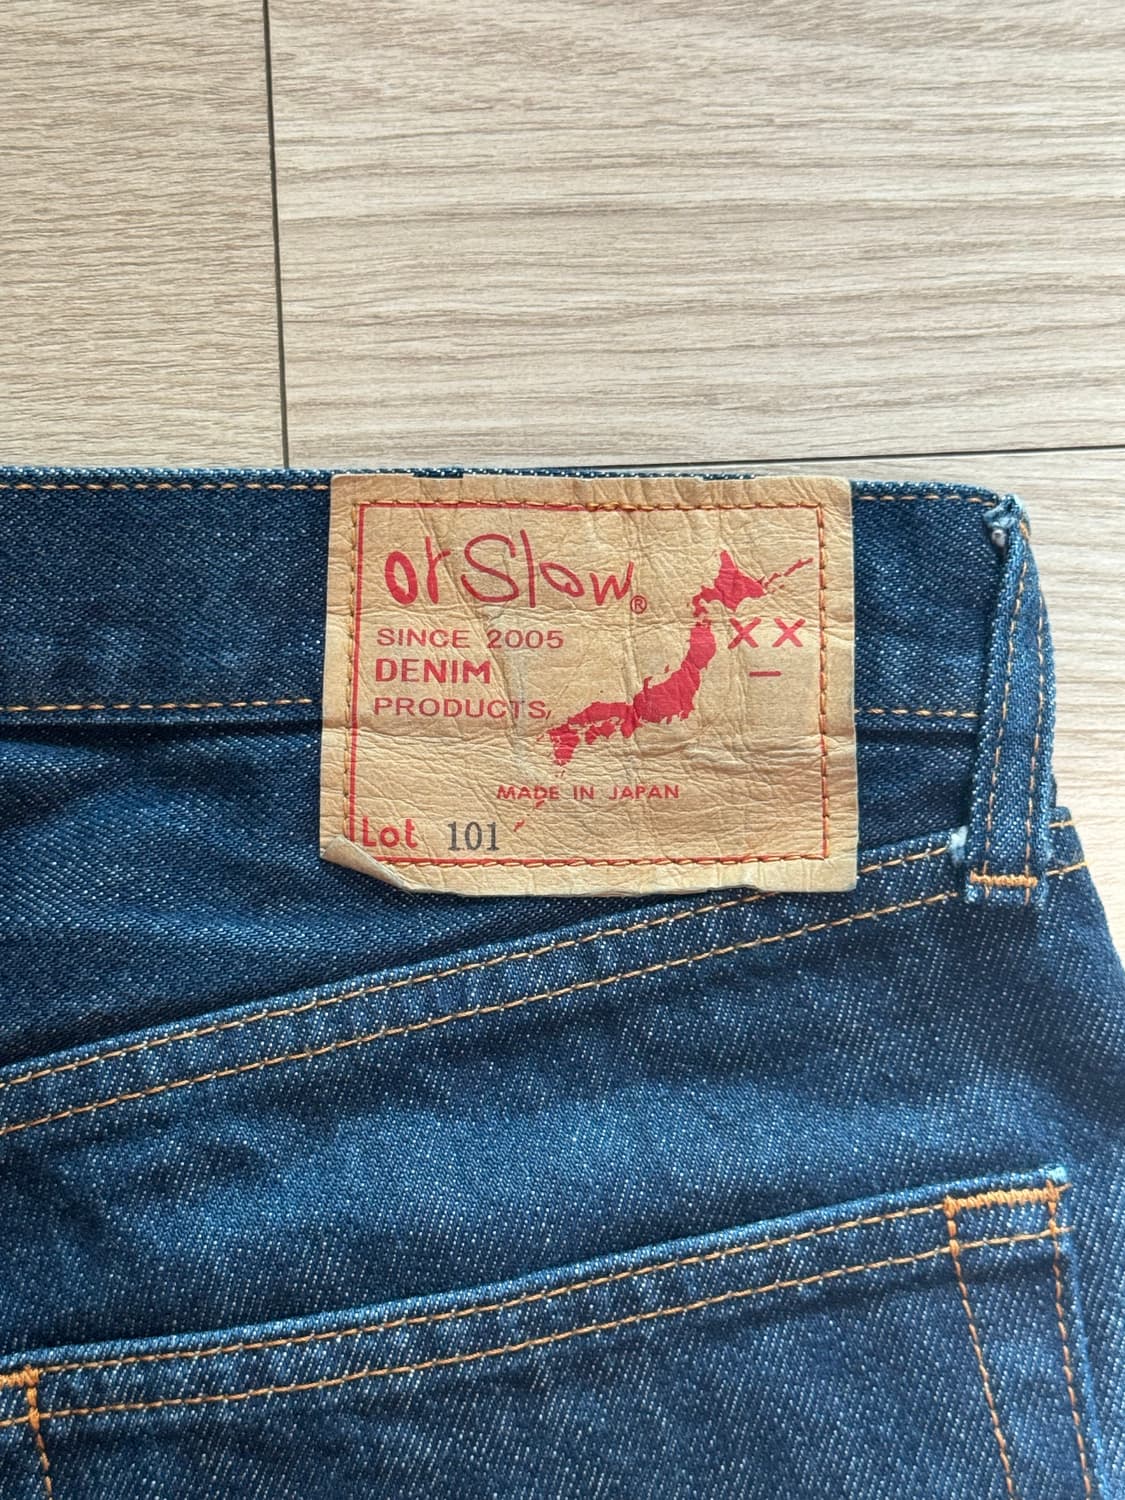 orSlow®
SINCE 2005
DENIM
PRODUCTS
XX
MADE IN JAPAN
Lot 101